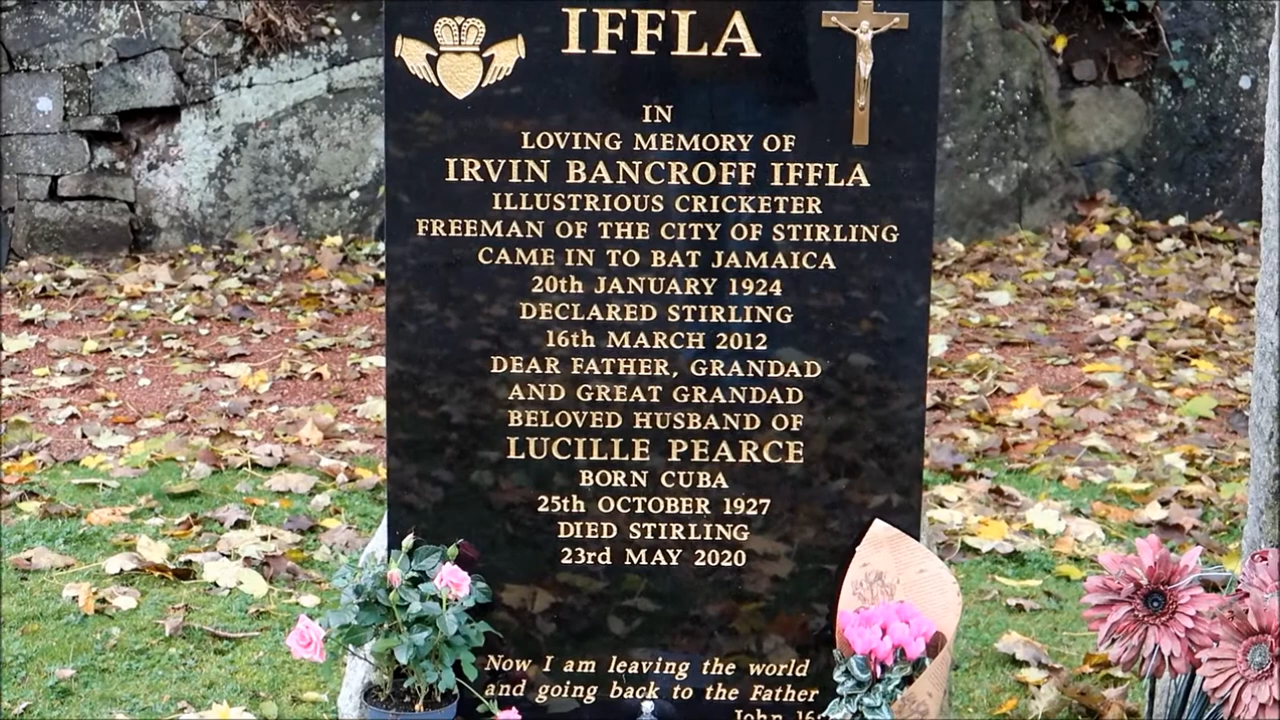 IFFLA
IN
LOVING MEMORY OF
IRVIN BANCROFF IFFLA
ILLUSTRIOUS CRICKETER
FREEMAN OF THE CITY OF STIRLING
CAME IN TO BAT JAMAICA
20th JANUARY 1924
DECLARED STIRLING
16th MARCH 2012
DEAR FATHER, GRANDAD
AND GREAT GRANDAD
BELOVED HUSBAND OF
LUCILLE PEARCE
BORN CUBA
25th OCTOBER 1927
DIED STIRLING
23rd MAY 2020
Now I am leaving the world
and going back to the Father
John 16: